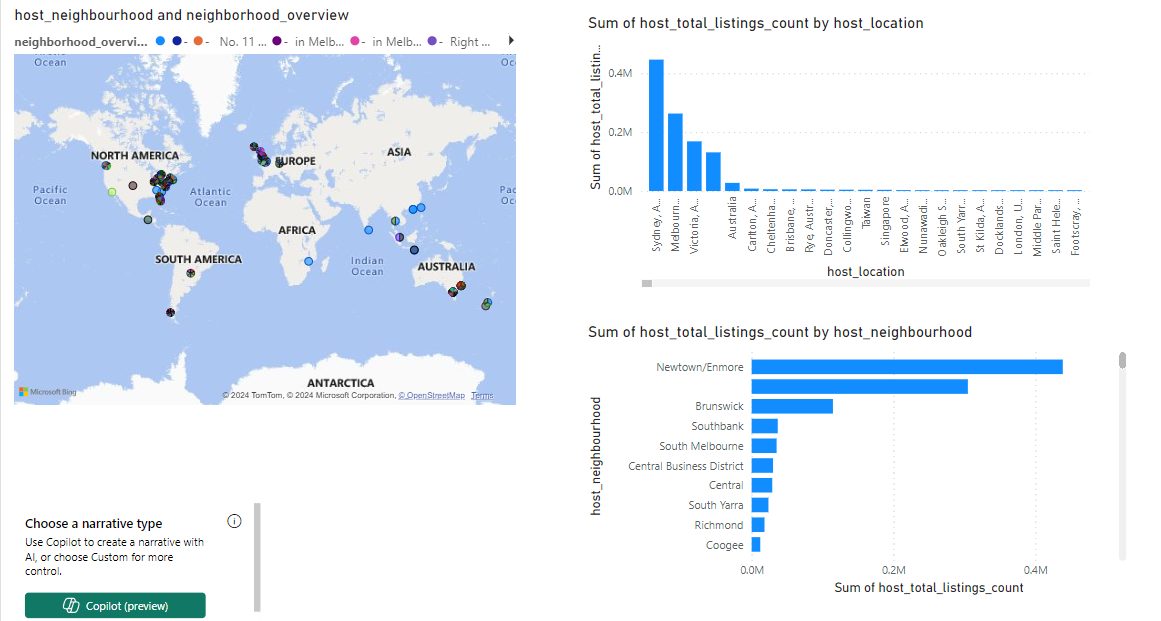 host_neighbourhood and neighborhood_overview
neighborhood_overvi... - - No. 11 ... - in Melb... - in Melb... - Right ...
Ocean
Ocean
NORTH AMERICA
EUROPE
ASIA
Pacific
Ocean
Atlantic
Ocean
Pac
Oc
AFRICA
SOUTH AMERICA
Indian
Ocean
AUSTRALIA
ANTARCTICA
Microsoft Bing
© 2024 TomTom, © 2024 Microsoft Corporation, © OpenStreetMap Terms
Choose a narrative type
Use Copilot to create a narrative with
AI, or choose Custom for more
control.
Copilot (preview)
Sum of host_total_listings_count by host_location
Sum of host_total_listin...
0.4M
0.2M
0.0M
Sydney, A...
Melbourn...
Victoria, A...
Australia
Carlton, A...
Cheltenha...
Brisbane, ...
Rye, Austr...
Doncaster,...
Collingwo...
Taiwan
Singapore
Elwood, A...
Nunawadi...
Oakleigh S...
South Yarr...
St Kilda, A...
Docklands...
London, U...
Middle Par...
Saint Hele...
Footscray, ...
host_location
Sum of host_total_listings_count by host_neighbourhood
host_neighbourhood
Newtown/Enmore
Brunswick
Southbank
South Melbourne
Central Business District
Central
South Yarra
Richmond
Coogee
0.0M
0.2M
0.4M
Sum of host_total_listings_count